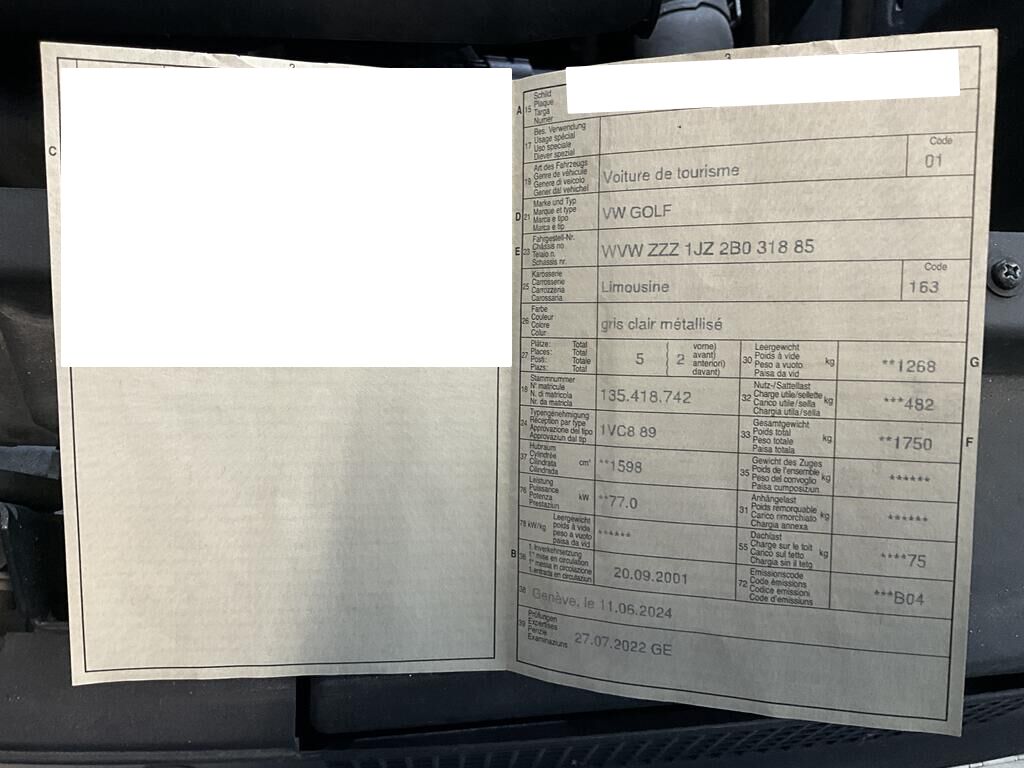 C
3
A 15 Schild
Plaque
Targa
Numer
17 Bes. Verwendung
Usage spécial
Uso speciale
Diever spezial
19 Art des Fahrzeugs
Genre de véhicule
Genere di veicolo
Gener dal vehichel
Voiture de tourisme
Code
01
D 21 Marke und Typ
Marque et type
Marca e tipo
Marca e tip
VW GOLF
E 23 Fahrgestell-Nr.
Châssis no
Telaio n.
Schassis nr.
WVW ZZZ 1JZ 2B0 318 85
25 Karosserie
Carrosserie
Carrozzeria
Carossaria
Limousine
Code
163
26 Farbe
Couleur
Colore
Colur
gris clair métallisé
27 Plätze: Total
Places: Total
Posti: Totale
Plazs: Total
5 ( 2 vorne)
avant)
anteriori)
davant)
30 Leergewicht
Poids à vide kg
Peso a vuoto
Paisa da vid
**1268 G
18 Stammnummer
N° matricule
N. di matricola
Nr. da matricla
135.418.742
32 Nutz-/Sattellast
Charge utile/sellette kg
Carico utile/sella
Chargia utila/sella
***482
24 Typengenehmigung
Réception par type
Approvazione del tipo
Approvaziun dal tip
1VC8 89
33 Gesamtgewicht
Poids total kg
Peso totale
Paisa totala
**1750 F
37 Hubraum
Cylindrée cm³
Cilindrata
Cilindrada
**1598
35 Gewicht des Zuges
Poids de l'ensemble kg
Peso del convoglio
Paisa cumposiziun
******
76 Leistung
Puissance kW
Potenza
Prestaziun
**77.0
31 Anhängelast
Poids remorquable kg
Carico rimorchiato
Chargia annexa
******
78 kW/kg Leergewicht
poids à vide
peso a vuoto
paisa da vid
******
55 Dachlast
Charge sur le toit kg
Carico sul tetto
Chargia sin il tetg
****75
B 36 1. Inverkehrsetzung
1re mise en circulation
1a messa in circolazione
1. entrada en circulaziun
20.09.2001
72 Emissionscode
Code émissions
Codice emissioni
Code d'emissiuns
***B04
38 Genève, le 11.06.2024
39 Prüfungen
Expertises
Perizie
Examinaziuns
27.07.2022 GE